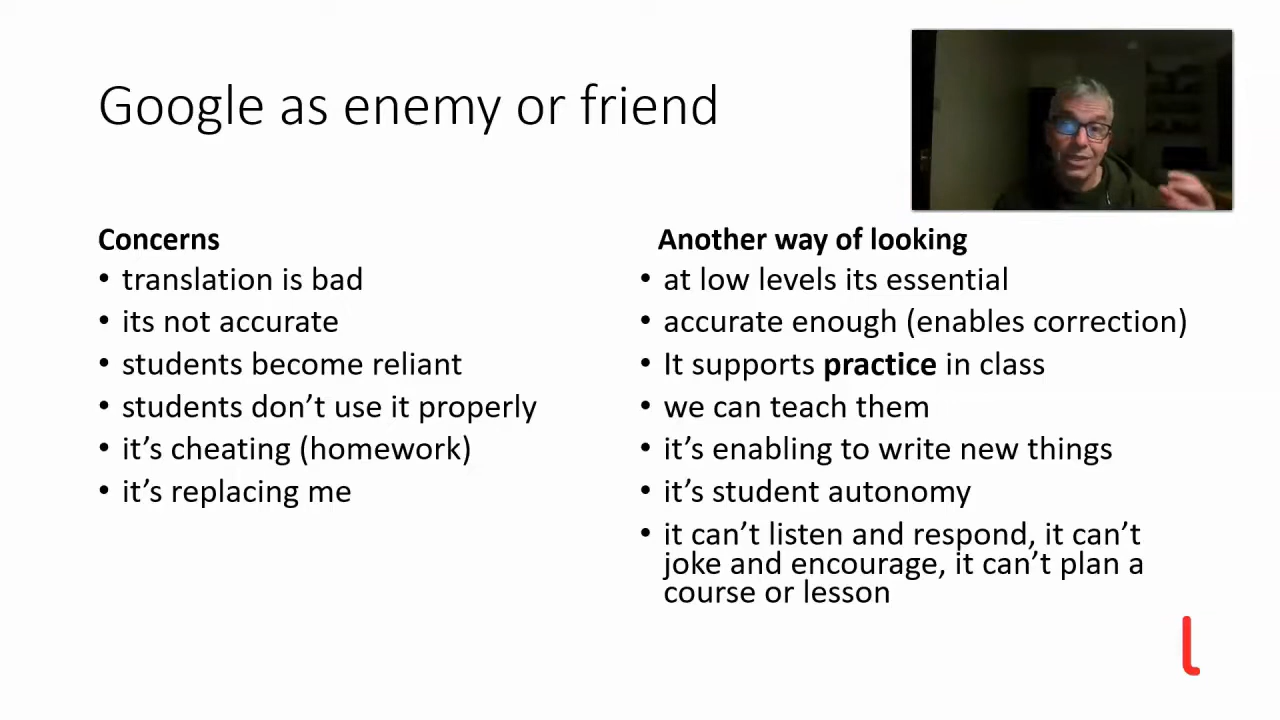 Google as enemy or friend
Concerns
• translation is bad
• its not accurate
• students become reliant
• students don’t use it properly
• it’s cheating (homework)
• it’s replacing me
Another way of looking
• at low levels its essential
• accurate enough (enables correction)
• It supports practice in class
• we can teach them
• it’s enabling to write new things
• it’s student autonomy
• it can’t listen and respond, it can’t
joke and encourage, it can’t plan a
course or lesson
l